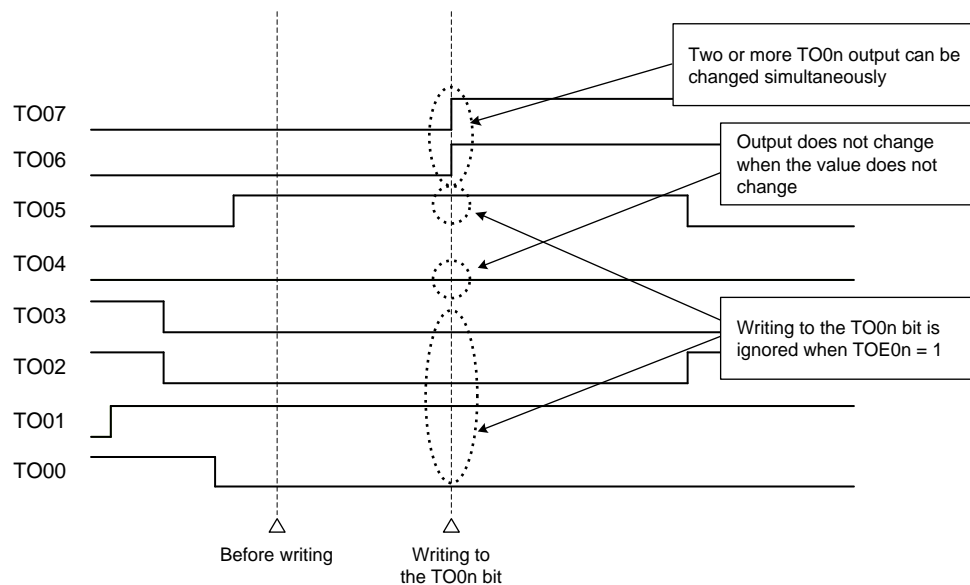 Two or more TO0n output can be
changed simultaneously
TO07
Output does not change
when the value does not
change
TO06
TO05
TO04
TO03
Writing to the TO0n bit is
ignored when TOE0n = 1
TO02
TO01
TO00
Before writing
Writing to
the TO0n bit